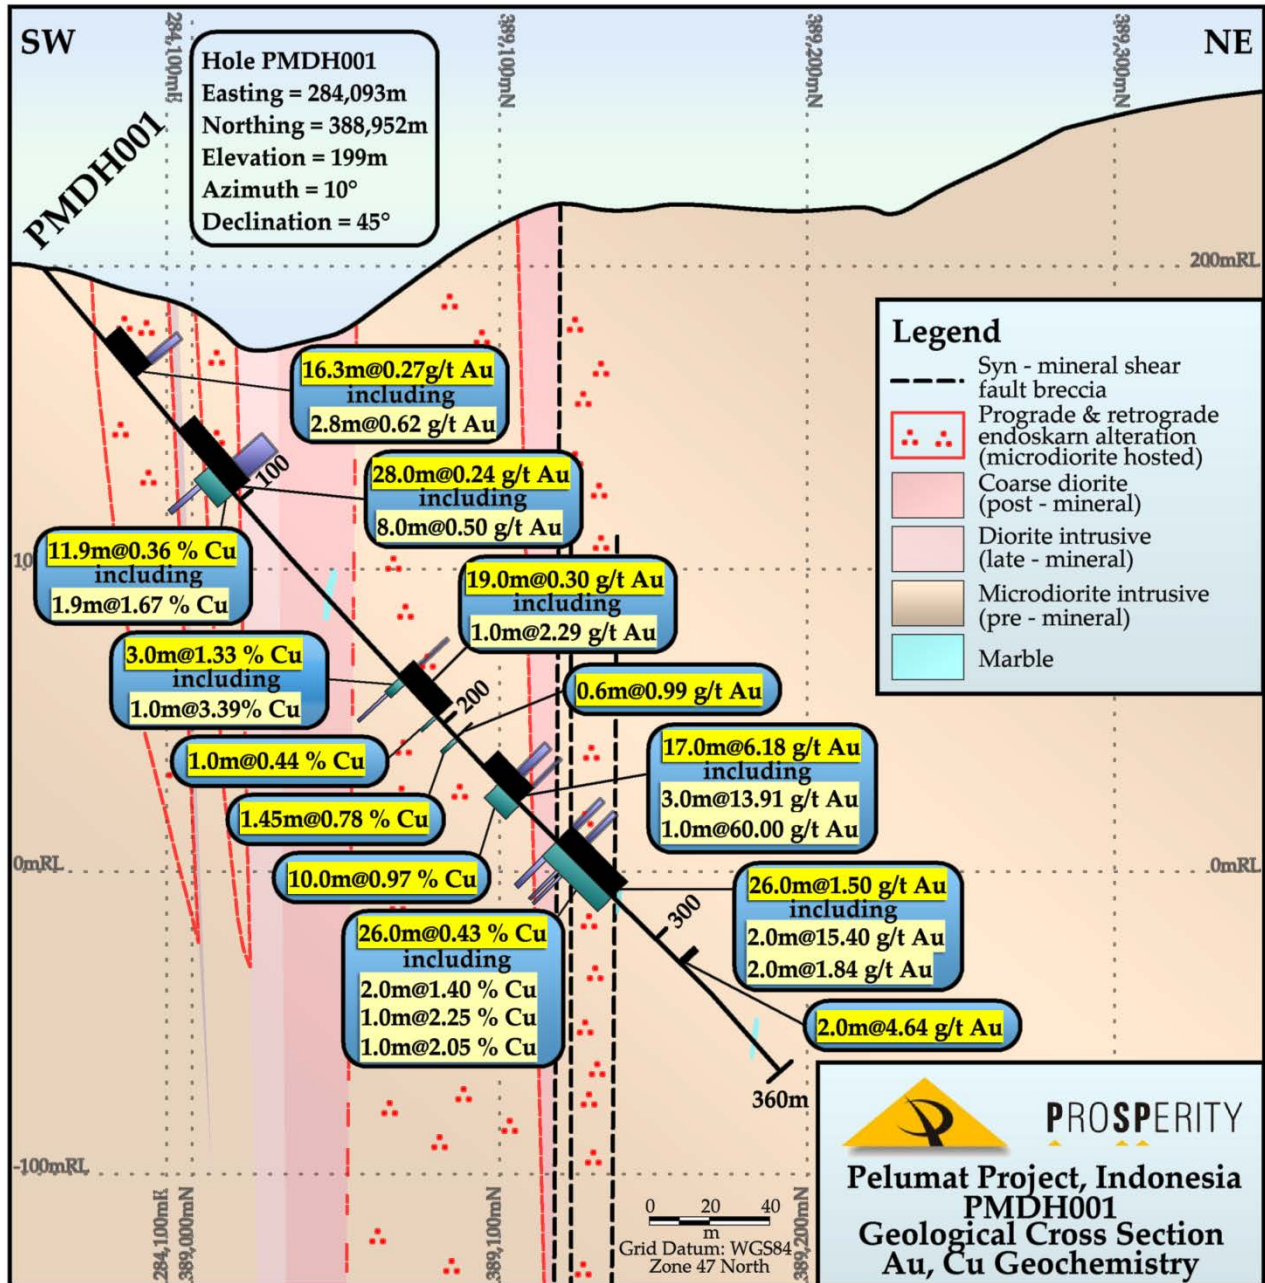 SW
284,100mE
389,100mN
389,200mN
389,300mN
NE
Hole PMDH001
Easting = 284,093m
Northing = 388,952m
Elevation = 199m
Azimuth = 10°
Declination = 45°
PMDH001
200mRL
Legend
Syn - mineral shear
fault breccia
Prograde & retrograde
endoskarn alteration
(microdiorite hosted)
Coarse diorite
(post - mineral)
Diorite intrusive
(late - mineral)
Microdiorite intrusive
(pre - mineral)
Marble
16.3m@0.27g/t Au
including
2.8m@0.62 g/t Au
100
28.0m@0.24 g/t Au
including
8.0m@0.50 g/t Au
11.9m@0.36 % Cu
including
1.9m@1.67 % Cu
10
19.0m@0.30 g/t Au
including
1.0m@2.29 g/t Au
3.0m@1.33 % Cu
including
1.0m@3.39% Cu
200
0.6m@0.99 g/t Au
1.0m@0.44 % Cu
17.0m@6.18 g/t Au
including
3.0m@13.91 g/t Au
1.0m@60.00 g/t Au
1.45m@0.78 % Cu
0mRL
0mRL
10.0m@0.97 % Cu
26.0m@1.50 g/t Au
including
2.0m@15.40 g/t Au
2.0m@1.84 g/t Au
300
26.0m@0.43 % Cu
including
2.0m@1.40 % Cu
1.0m@2.25 % Cu
1.0m@2.05 % Cu
2.0m@4.64 g/t Au
360m
-100mRL
284,100mE
389,000mN
389,100mN
389,200mN
0 20 40
m
Grid Datum: WGS84
Zone 47 North
PROSPERITY
Pelumat Project, Indonesia
PMDH001
Geological Cross Section
Au, Cu Geochemistry